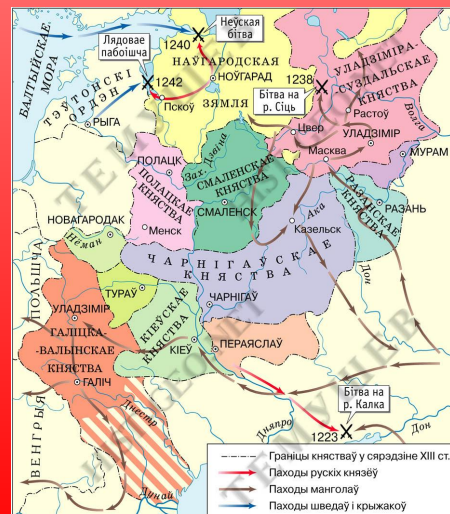 Лядовае
пабоішча
1240
Неўская
бітва
1242
НАЎГАРОДСКАЯ
ЗЯМЛЯ
НОЎГАРАД
Пскоў
1238
Бітва на
р. Сіць
УЛАДЗІМІРА-
СУЗДАЛЬСКАЕ
КНЯСТВА
Растоў
УЛАДЗІМІР
Волга
Цвер
Масква
МУРАМ
БАЛТЫЙСКАЕ
МОРА
ТЭЎТОНСКІ
ОРДЭН
РЫГА
Зах. Дзвіна
ПОЛАЦК
ПОЛАЦКАЕ
КНЯСТВА
Менск
СМАЛЕНСКАЕ
КНЯСТВА
СМАЛЕНСК
РАЗАНСКАЕ
КНЯСТВА
РАЗАНЬ
Ака
Казельск
НОВАГАРОДАК
Нёман
ЧАРНІГАЎСКАЕ
КНЯСТВА
Дон
ПОЛЬШЧА
ТУРАЎ
ЧАРНІГАЎ
УЛАДЗІМІР
ГАЛІЦКА-
ВАЛЫНСКАЕ
КНЯСТВА
ГАЛІЧ
КІЕЎСКАЕ
КНЯСТВА
КІЕЎ
ПЕРАЯСЛАЎ
ВЕНГРЫЯ
Днестр
Дунай
Дняпро
Бітва на
р. Калка
1223
Дон
Граніцы княстваў у сярэдзіне XIII ст.
Паходы рускіх князёў
Паходы манголаў
Паходы шведаў і крыжакоў